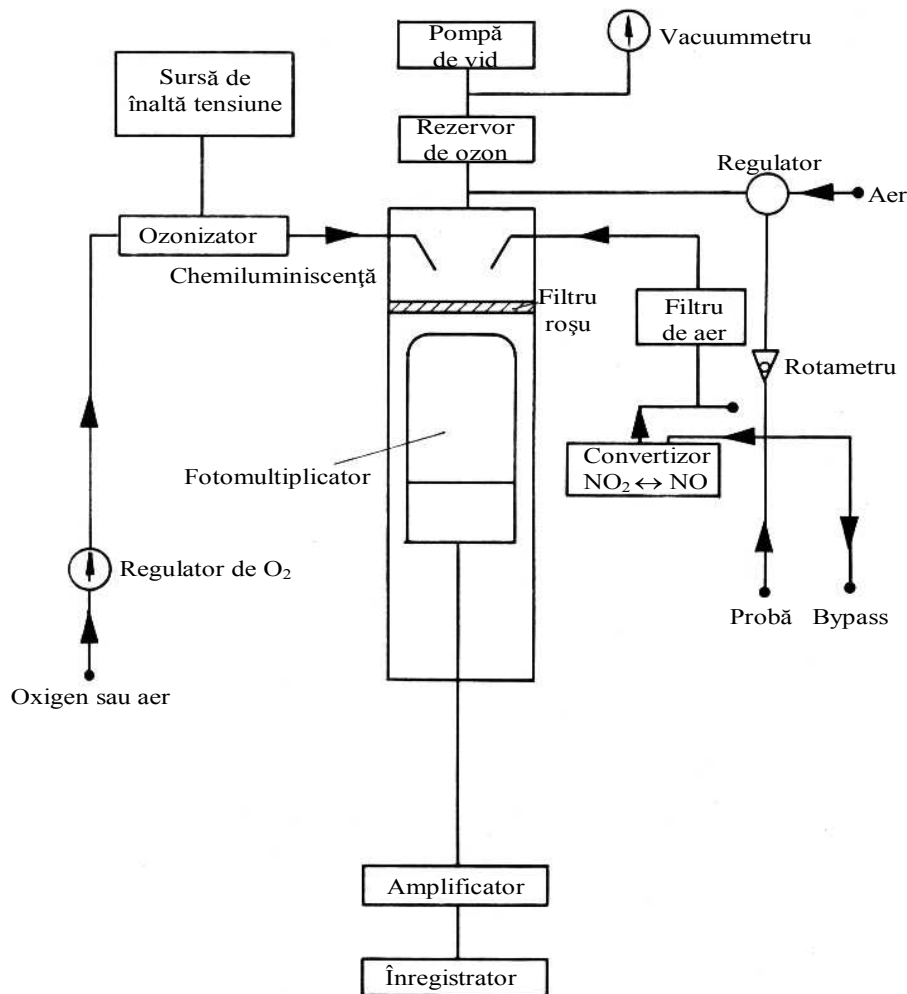 Pompă
de vid
Vacuummetru
Sursă de
înaltă tensiune
Rezervor
de ozon
Regulator
Aer
Ozonizator
Chemiluminiscenţă
Filtru
roşu
Filtru
de aer
Rotametru
Convertizor
NO₂ ↔ NO
Fotomultiplicator
Regulator de O₂
Probă
Bypass
Oxigen sau aer
Amplificator
Înregistrator